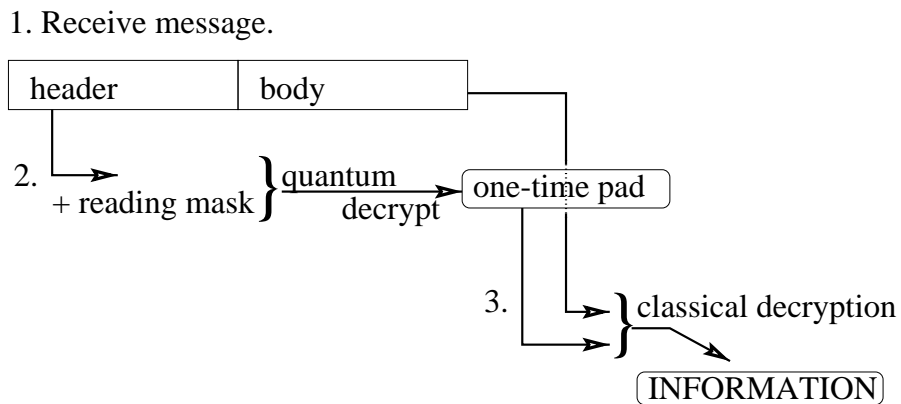 1. Receive message.
header body
2.
+ reading mask
quantum
decrypt
one-time pad
3.
classical decryption
INFORMATION